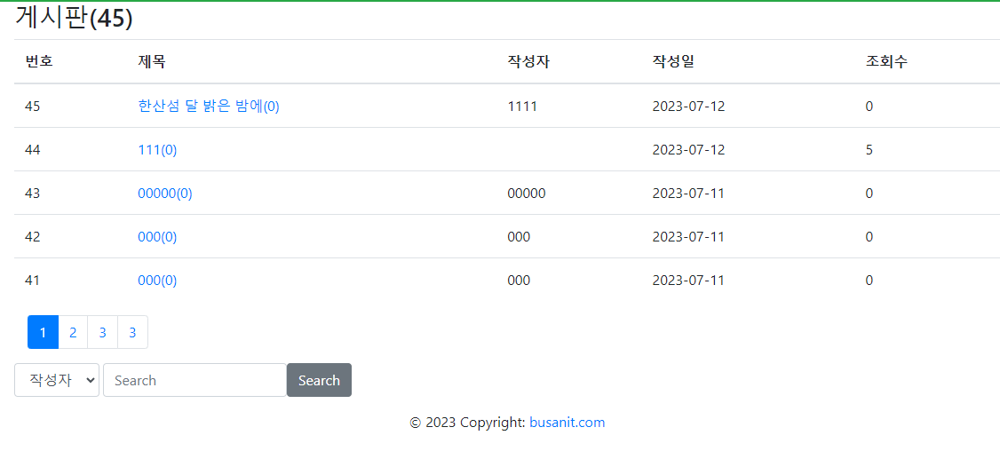 게시판(45)
번호 제목 작성자 작성일 조회수
45 한산섬 달 밝은 밤에(0) 1111 2023-07-12 0
44 111(0) 2023-07-12 5
43 00000(0) 00000 2023-07-11 0
42 000(0) 000 2023-07-11 0
41 000(0) 000 2023-07-11 0
1 2 3 3
작성자 Search Search
© 2023 Copyright: busanit.com